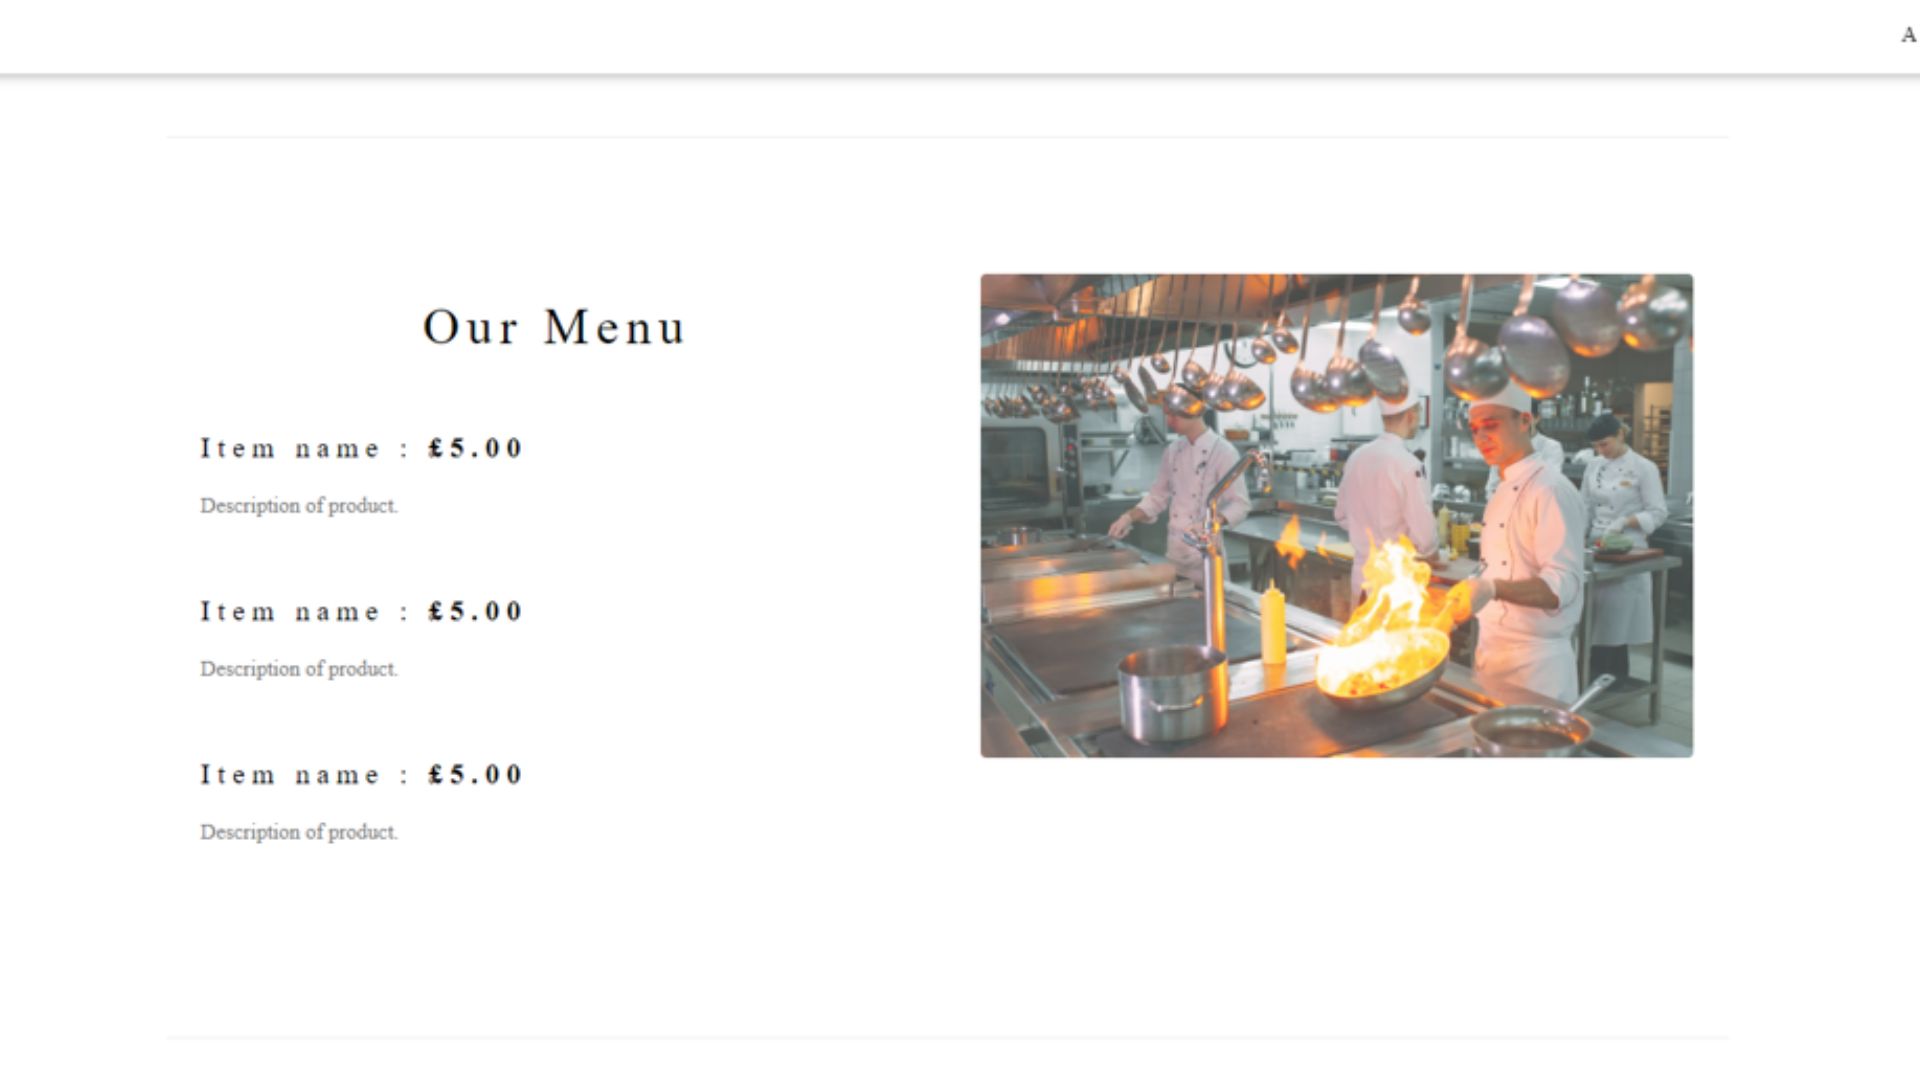 A
Our Menu
Item name : £5.00
Description of product.
Item name : £5.00
Description of product.
Item name : £5.00
Description of product.